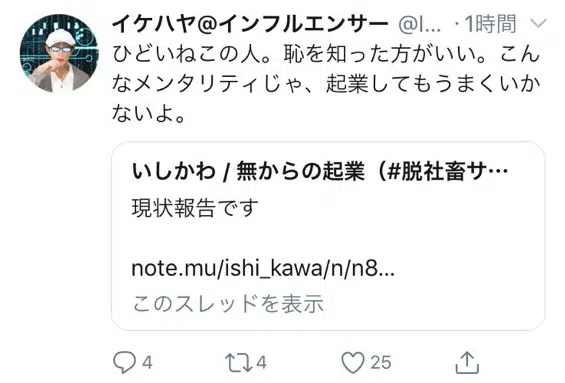 イケハヤ@インフルエンサー @I... ・1時間
ひどいねこの人。恥を知った方がいい。こん
なメンタリティじゃ、起業してもうまくいか
ないよ。
いしかわ / 無からの起業（#脱社畜サ…
現状報告です
note.mu/ishi_kawa/n/n8...
このスレッドを表示
4 4 25